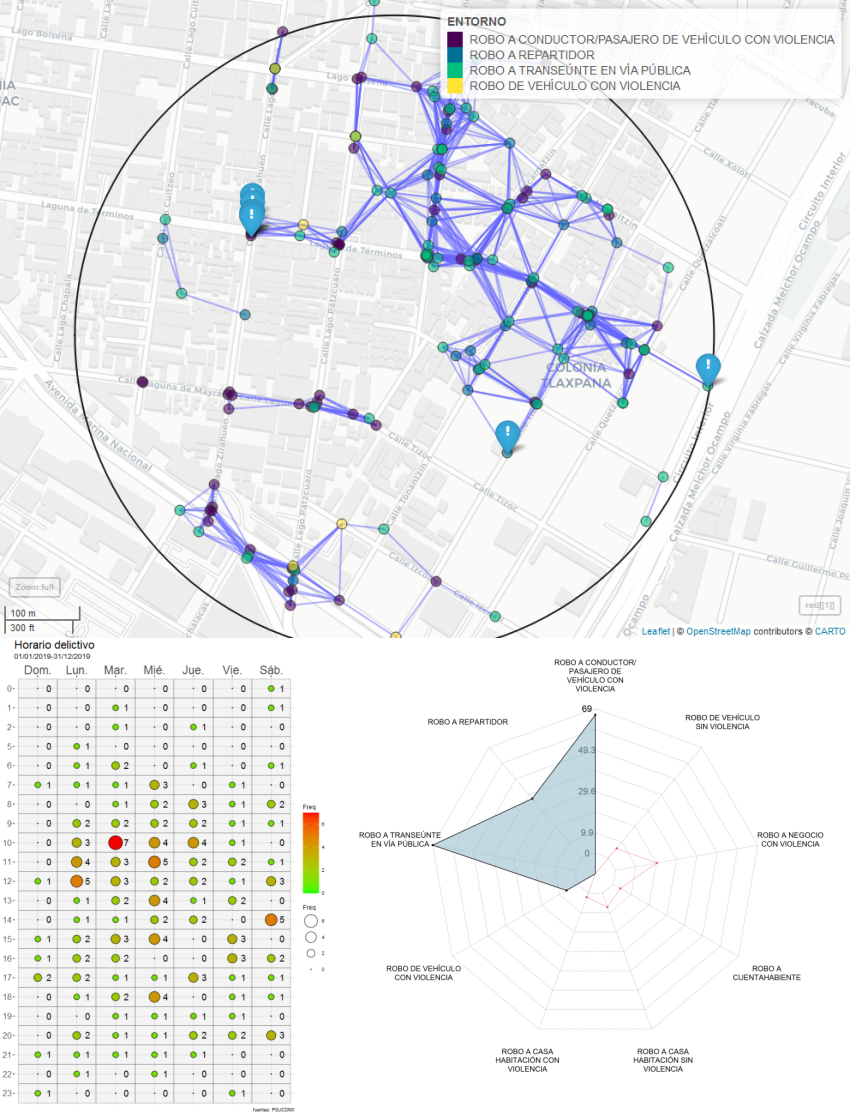 ENTORNO
ROBO A CONDUCTOR/PASAJERO DE VEHÍCULO CON VIOLENCIA
ROBO A REPARTIDOR
ROBO A TRANSEÚNTE EN VÍA PÚBLICA
ROBO DE VEHÍCULO CON VIOLENCIA
Lago Bolsena
Laguna de Términos
Laguna de Términos
Calle Lago Chapala
Avenida Marina Nacional
Laguna de Mayra
Calle Lago Pátzcuaro
Calle Tizoc
Calle Tizoc
Calle Tonantzin
Calle Quetzalcóatl
Calle Xólotl
Circuito Interior
Calzada Melchor Ocampo
Calle Virginia Fábregas
COLONIA
TLAXPANA
Circuito Interior
Calzada Melchor Ocampo
Calle Virginia Fábregas
Calle Guillermo
Zoom full
red[[1]]
100 m
300 ft
Leaflet | © OpenStreetMap contributors © CARTO
Horario delictivo
01/01/2019-31/12/2019
Dom. Lun. Mar. Mié. Jue. Vie. Sáb.
0- 0 0 0 0 0 0 1
1- 0 0 1 0 0 0 1
2- 0 0 1 0 1 0 0
5- 0 1 0 0 0 0 0
6- 0 1 2 0 1 0 1
7- 1 1 1 3 0 1 0
8- 0 0 1 2 3 1 2
9- 0 2 2 2 2 1 1
10- 0 3 7 4 4 1 0
11- 0 4 3 5 2 2 1
12- 1 5 3 2 2 1 3
13- 0 1 2 4 1 2 0
14- 0 1 1 2 2 0 5
15- 1 2 3 4 0 3 0
16- 1 2 2 0 0 3 2
17- 2 2 1 1 3 1 1
18- 0 1 2 4 0 1 1
19- 0 0 1 1 1 0 0
20- 0 2 1 1 2 2 3
21- 1 1 1 1 1 0 0
22- 0 1 0 1 0 0 0
23- 1 0 0 0 0 1 0
Freq
6
4
2
0
Freq
6
4
2
0
fuentes: PGJCDMX
ROBO A CONDUCTOR/
PASAJERO DE
VEHÍCULO CON
VIOLENCIA
ROBO A REPARTIDOR
ROBO DE VEHÍCULO
SIN VIOLENCIA
69
49.3
29.6
9.9
0
ROBO A TRANSEÚNTE
EN VÍA PÚBLICA
ROBO A NEGOCIO
CON VIOLENCIA
ROBO DE VEHÍCULO
CON VIOLENCIA
ROBO A
CUENTAHABIENTE
ROBO A CASA
HABITACIÓN CON
VIOLENCIA
ROBO A CASA
HABITACIÓN SIN
VIOLENCIA